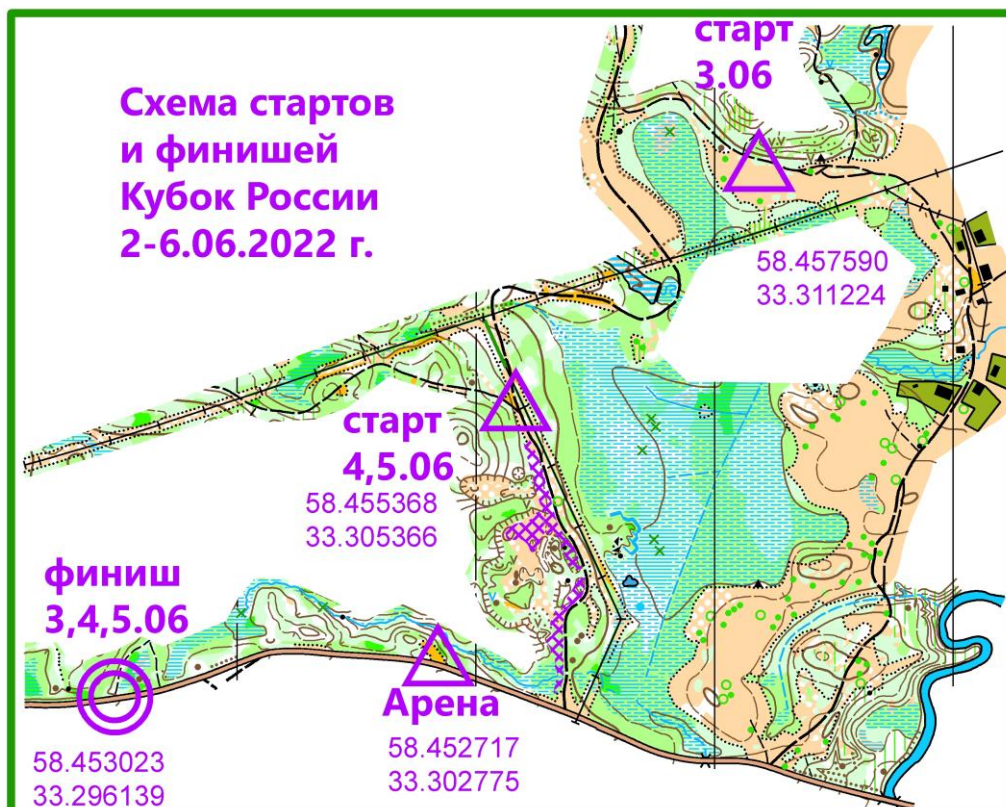 Схема стартов
и финишей
Кубок России
2-6.06.2022 г.
старт
3.06
58.457590
33.311224
старт
4,5.06
58.455368
33.305366
финиш
3,4,5.06
58.453023
33.296139
Арена
58.452717
33.302775